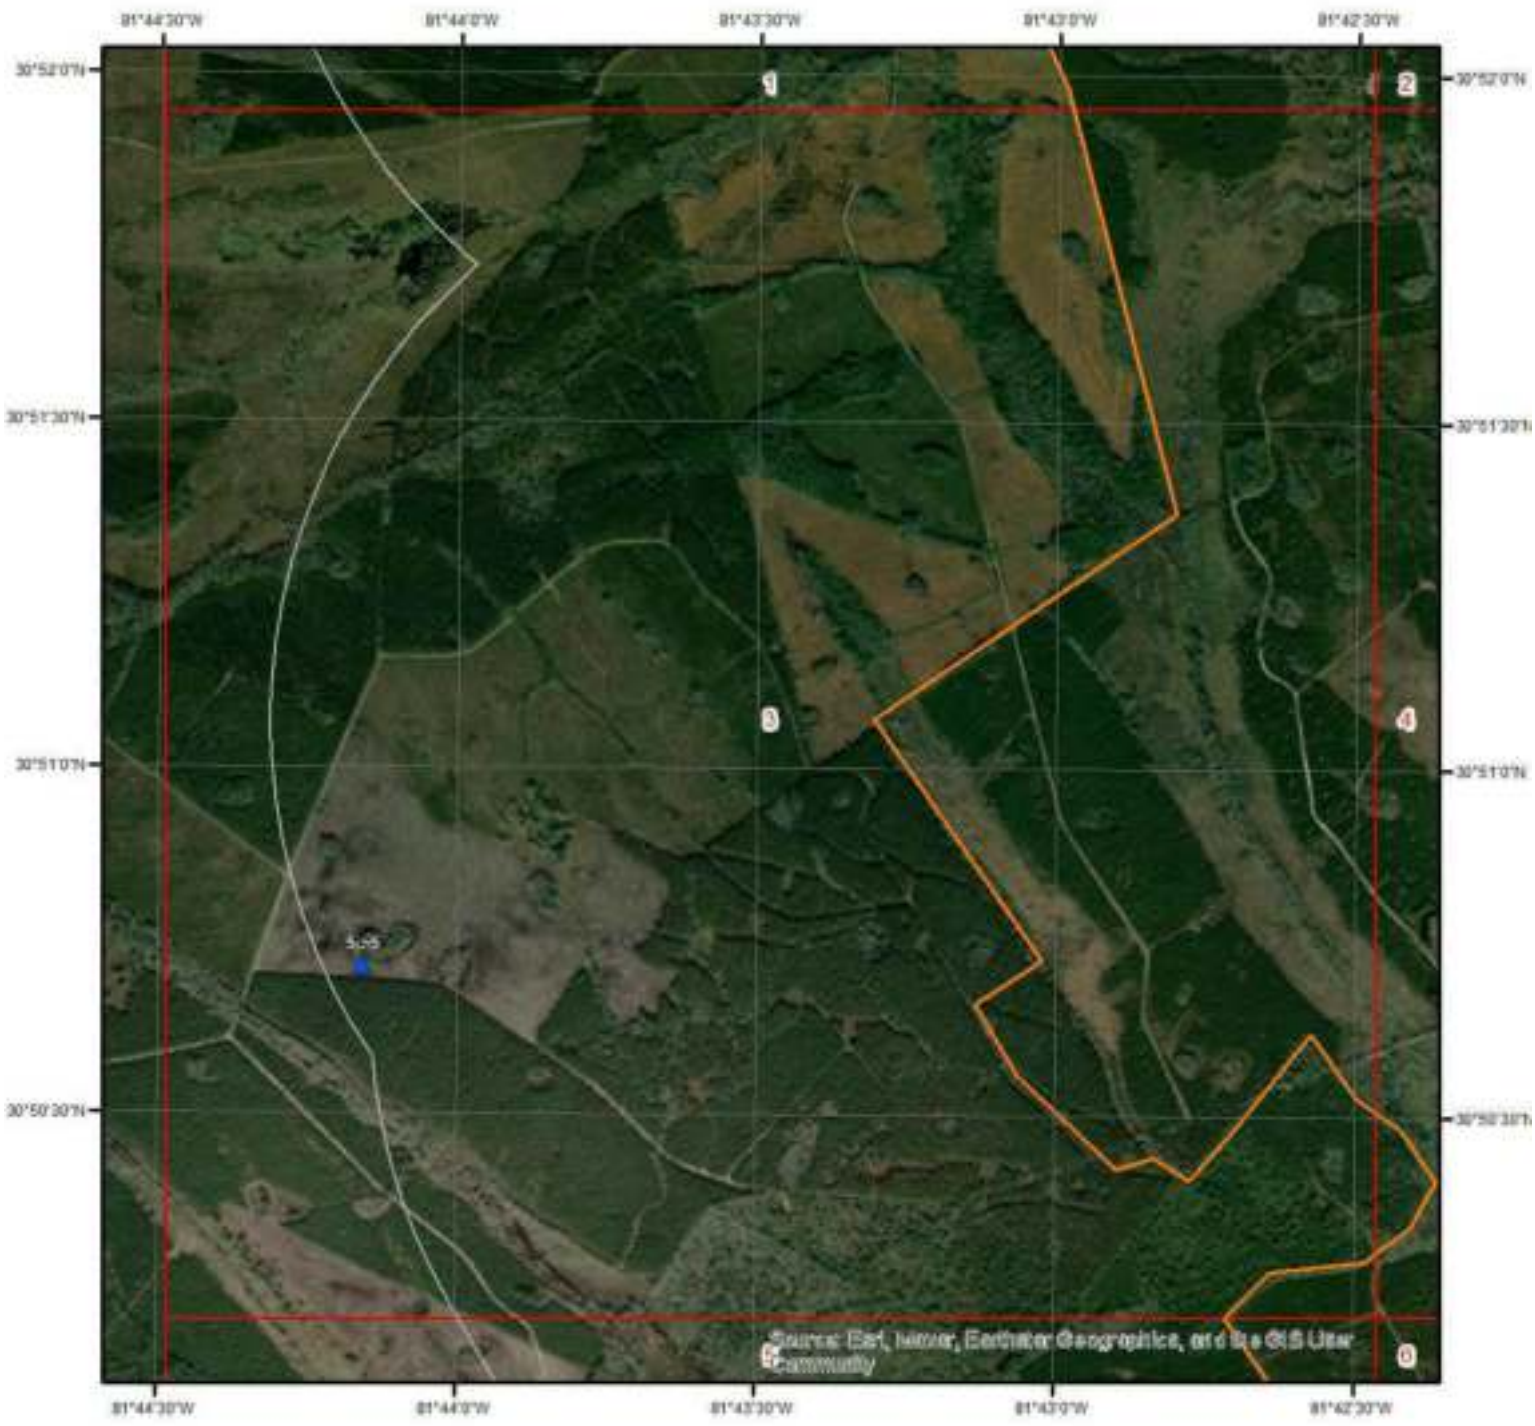 81°44'30"W 81°44'0"W 81°43'30"W 81°43'0"W 81°42'30"W
30°52'0"N 1 2 30°52'0"N
30°51'30"N 30°51'30"N
3 4
30°51'0"N 30°51'0"N
30°50'30"N 30°50'30"N
Source: Esri, Maxar, Earthstar Geographics, and the GIS User
5 Community 6
81°44'30"W 81°44'0"W 81°43'30"W 81°43'0"W 81°42'30"W